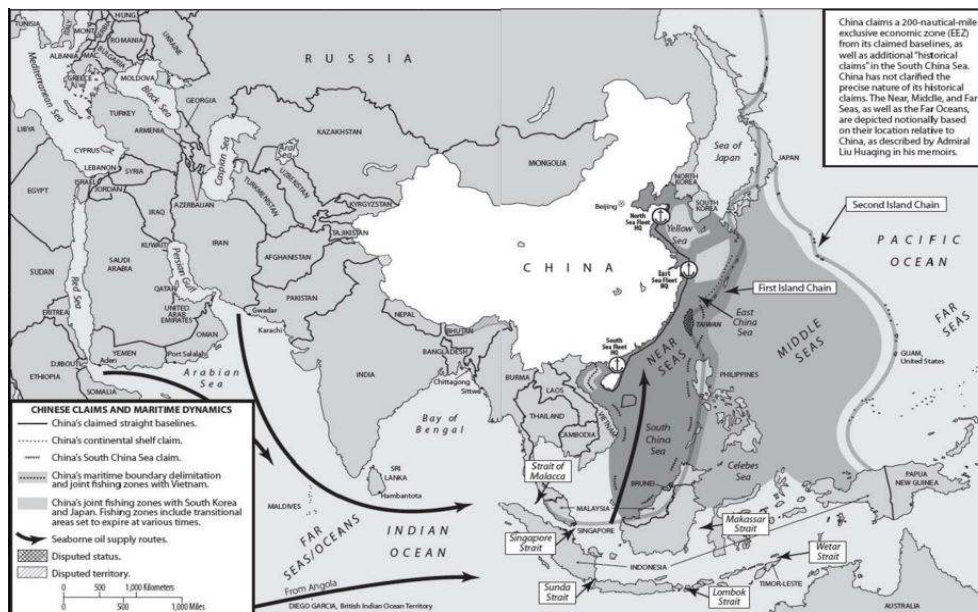 China claims a 200-nautical-mile
exclusive economic zone (EEZ)
from its claimed baselines, as
well as additional “historical
claims” in the South China Sea.
China has not clarified the
precise nature of its historical
claims. The Near, Middle, and Far
Seas, as well as the Far Oceans,
are depicted notionally based
on their location relative to
China, as described by Admiral
Liu Huaqing in his memoirs.
TUNISIA
ITALY
HUNG.
MONT.
SERBIA
ROMANIA
UKRAINE
ALBANIA
MAC.
BULGARIA
MOLDOVA
GREECE
Black Sea
GEORGIA
Mediterranean Sea
TURKEY
ARMENIA
LIBYA
CYPRUS
LEBANON
SYRIA
ISRAEL
JORDAN
EGYPT
IRAQ
AZERBAIJAN
Caspian Sea
RUSSIA
KAZAKHSTAN
Aral
Sea
UZBEKISTAN
TURKMENISTAN
KYRGYZSTAN
TAJIKISTAN
MONGOLIA
IRAN
AFGHANISTAN
KUWAIT
Persian Gulf
SAUDI
ARABIA
QATAR
UNITED
ARAB
EMIRATES
OMAN
SUDAN
Red Sea
ERITREA
YEMEN
Aden
Port Salalah
DJIBOUTI
ETHIOPIA
SOMALIA
Arabian
Sea
PAKISTAN
Gwadar
Karachi
NEPAL
BHUTAN
BANGLADESH
INDIA
Chittagong
Sittwe
Bay of
Bengal
SRI
LANKA
Hambantota
MALDIVES
CHINA
Beijing
North
Sea Fleet
HQ
East
Sea Fleet
HQ
South
Sea Fleet
HQ
NORTH
KOREA
SOUTH
KOREA
Yellow
Sea
Sea of
Japan
JAPAN
Second Island Chain
PACIFIC
OCEAN
First Island Chain
East
China
Sea
TAIWAN
NEAR
SEAS
MIDDLE
SEAS
FAR
SEAS
GUAM,
United States
PHILIPPINES
BURMA
LAOS
THAILAND
VIETNAM
CAMBODIA
South
China
Sea
Celebes
Sea
Strait of
Malacca
BRUNEI
MALAYSIA
SINGAPORE
Singapore
Strait
Makassar
Strait
PAPUA
NEW GUINEA
INDONESIA
Wetar
Strait
Sunda
Strait
Lombok
Strait
TIMOR-LESTE
AUSTRALIA
FAR
SEAS/OCEANS
INDIAN
OCEAN
From Angola
DIEGO GARCIA, British Indian Ocean Territory
CHINESE CLAIMS AND MARITIME DYNAMICS
China's claimed straight baselines.
China's continental shelf claim.
China's South China Sea claim.
China's maritime boundary delimitation
and joint fishing zones with Vietnam.
China's joint fishing zones with South Korea
and Japan. Fishing zones include transitional
areas set to expire at various times.
Seaborne oil supply routes.
Disputed status.
Disputed territory.
0 500 1,000 Kilometers
0 500 1,000 Miles